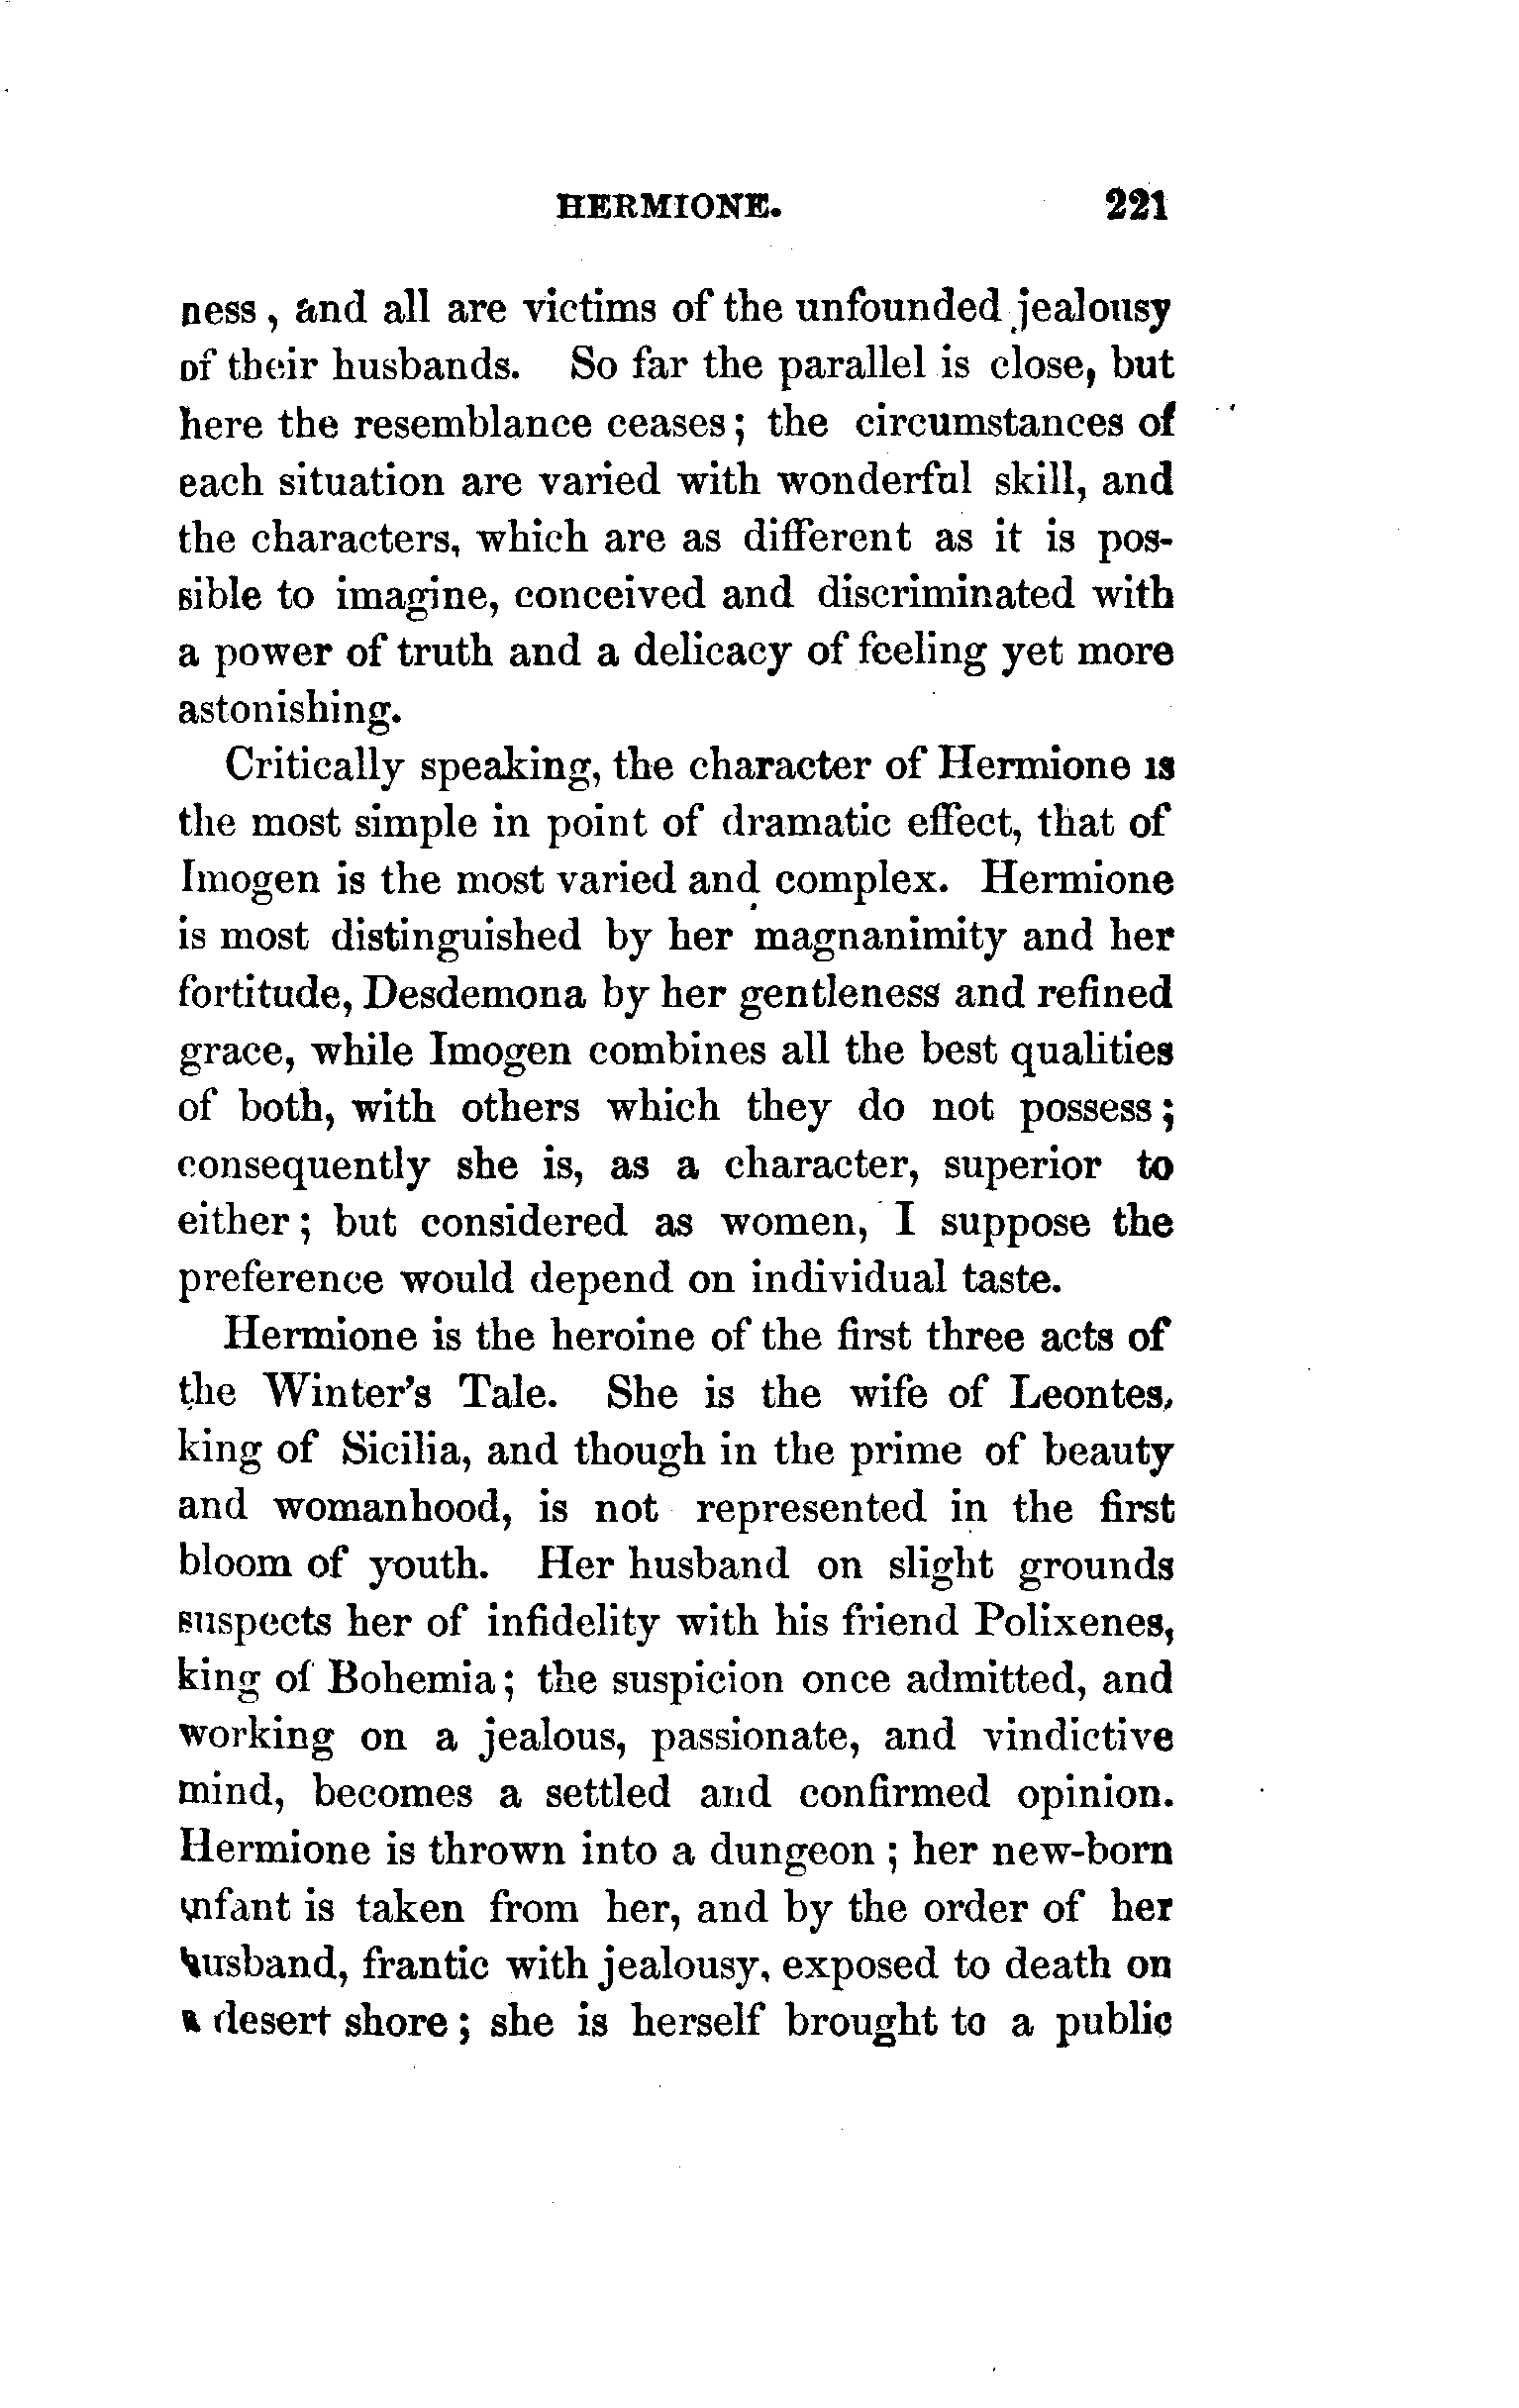 HERMIONE. 221
ness, and all are victims of the unfounded jealousy
of their husbands. So far the parallel is close, but
here the resemblance ceases; the circumstances of
each situation are varied with wonderful skill, and
the characters, which are as different as it is pos-
sible to imagine, conceived and discriminated with
a power of truth and a delicacy of feeling yet more
astonishing.
Critically speaking, the character of Hermione is
the most simple in point of dramatic effect, that of
Imogen is the most varied and complex. Hermione
is most distinguished by her magnanimity and her
fortitude, Desdemona by her gentleness and refined
grace, while Imogen combines all the best qualities
of both, with others which they do not possess;
consequently she is, as a character, superior to
either; but considered as women, I suppose the
preference would depend on individual taste.
Hermione is the heroine of the first three acts of
the Winter's Tale. She is the wife of Leontes,
king of Sicilia, and though in the prime of beauty
and womanhood, is not represented in the first
bloom of youth. Her husband on slight grounds
suspects her of infidelity with his friend Polixenes,
king of Bohemia; the suspicion once admitted, and
working on a jealous, passionate, and vindictive
mind, becomes a settled and confirmed opinion.
Hermione is thrown into a dungeon; her new-born
infant is taken from her, and by the order of her
husband, frantic with jealousy, exposed to death on
a desert shore; she is herself brought to a public